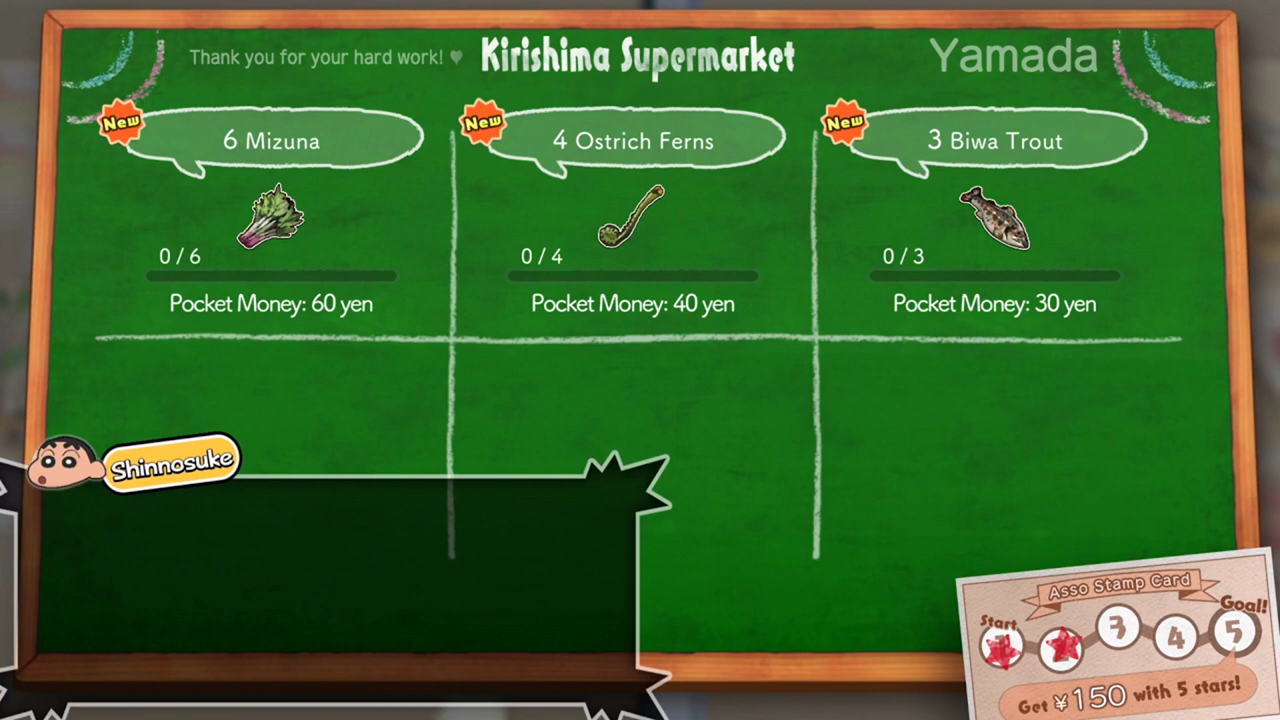 Thank you for your hard work! ♥ Kirishima Supermarket Yamada
New New New
6 Mizuna 4 Ostrich Ferns 3 Biwa Trout
0 / 6 0 / 4 0 / 3
Pocket Money: 60 yen Pocket Money: 40 yen Pocket Money: 30 yen
Shinnosuke
Asso Stamp Card
Start Goal!
3 4 5
Get ¥150 with 5 stars!